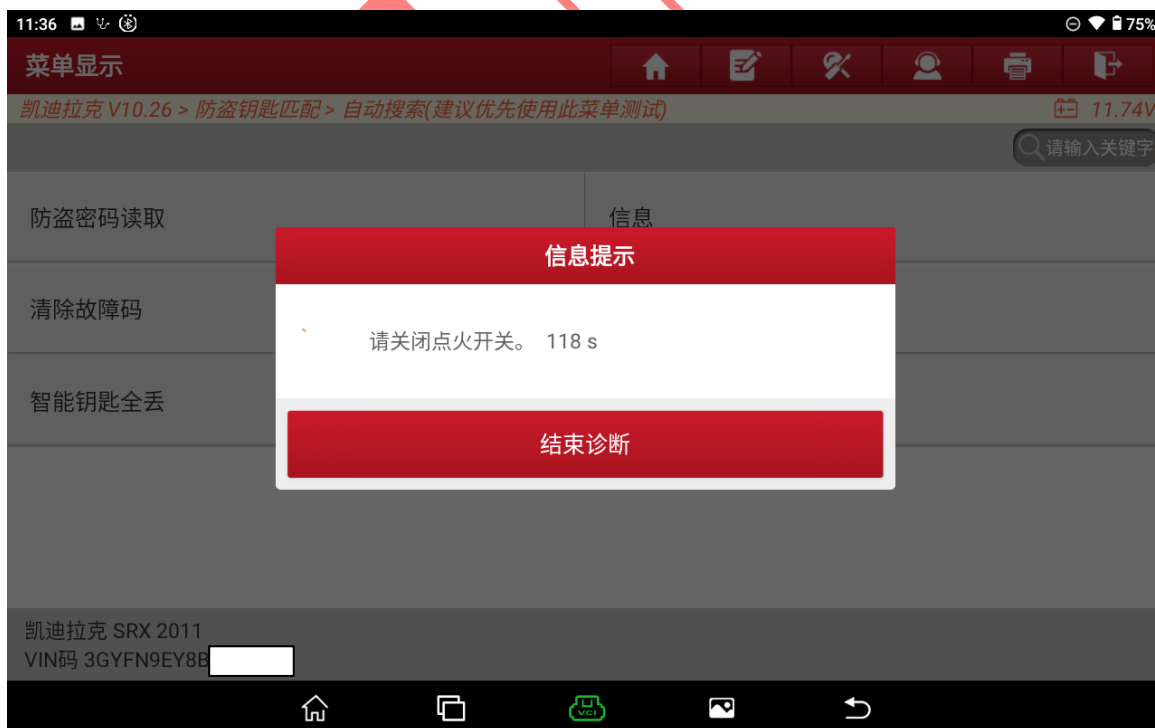 11:36
75%
菜单显示
凯迪拉克 V10.26 > 防盗钥匙匹配 > 自动搜索(建议优先使用此菜单测试)
11.74V
请输入关键字
防盗密码读取
信息
信息提示
清除故障码
请关闭点火开关。 118 s
智能钥匙全丢
结束诊断
凯迪拉克 SRX 2011
VIN码 3GYFN9EY8B
VCI